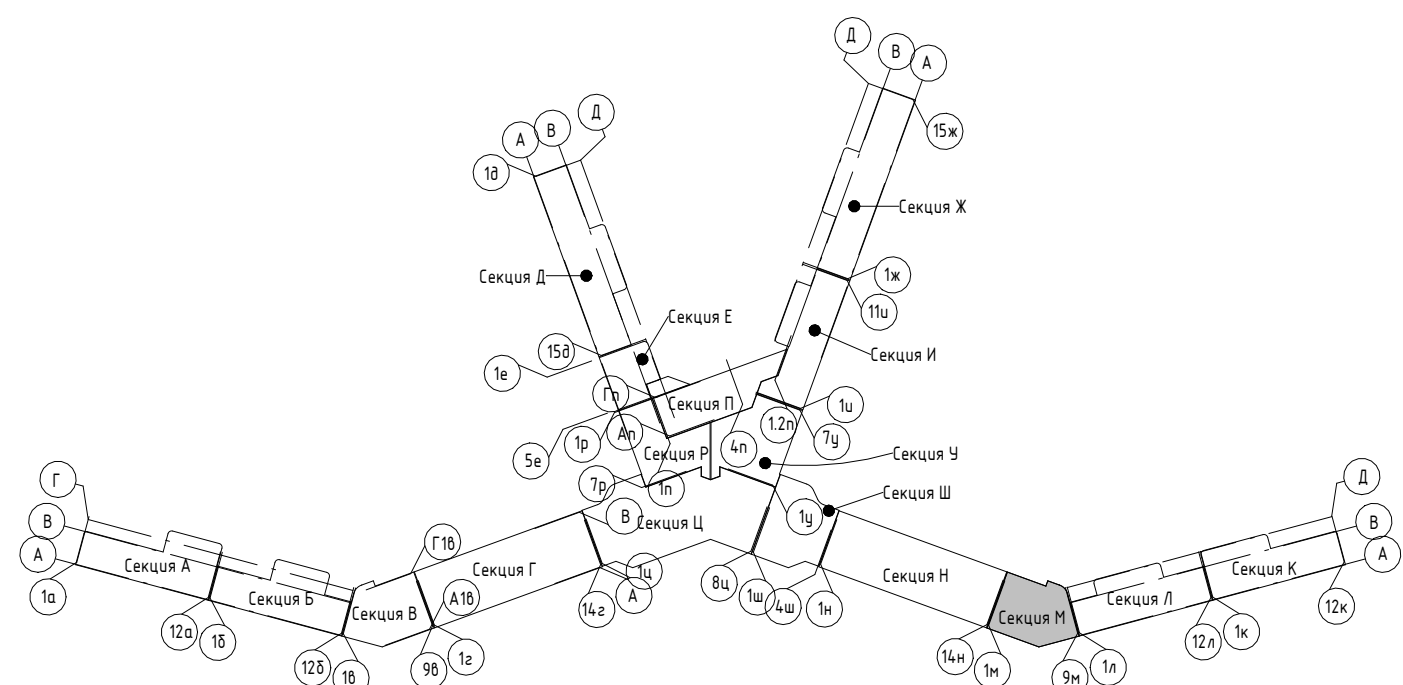 Д
В
А
15ж
Д
В
А
1д
Секция Ж
Секция Д
1ж
11и
Секция Е
15д
1е
Секция И
Гп
Секция П
1и
1.2п
7у
Ап
1р
4п
5е
Секция Р
Секция У
7р
1п
Секция Ш
Г
Д
В
Секция Ц
1у
В
В
А
Г1в
А
Секция А
Секция Г
1ц
Секция Н
Секция К
8ц
1а
Секция Б
А1в
14г
А
1ш
4ш
1н
Секция Л
12к
Секция В
Секция М
12а
1б
12л
1к
12б
1в
9в
1г
14н
1м
9м
1л